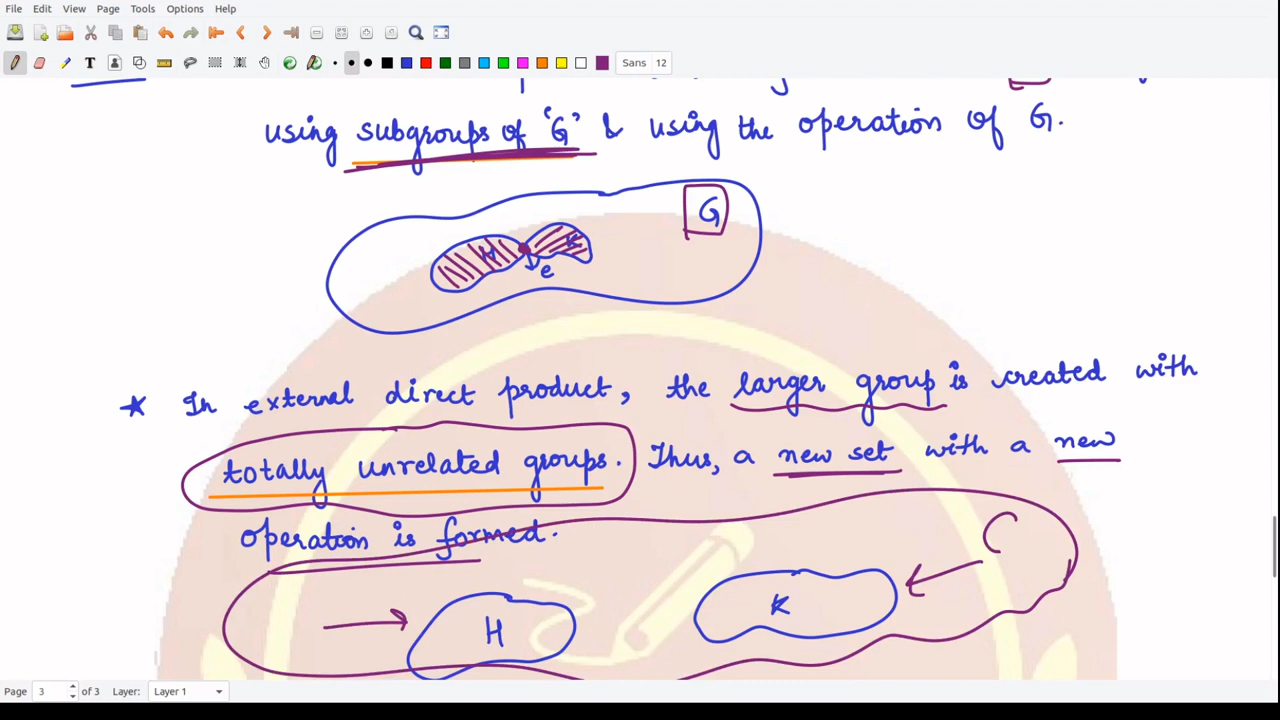 File Edit View Page Tools Options Help
Sans 12
using subgroups of 'G' & using the operation of G.
G
H K
e
★ In external direct product, the larger group is created with
totally unrelated groups. Thus, a new set with a new
operation is formed.
H K
Page 3 of 3 Layer: Layer 1